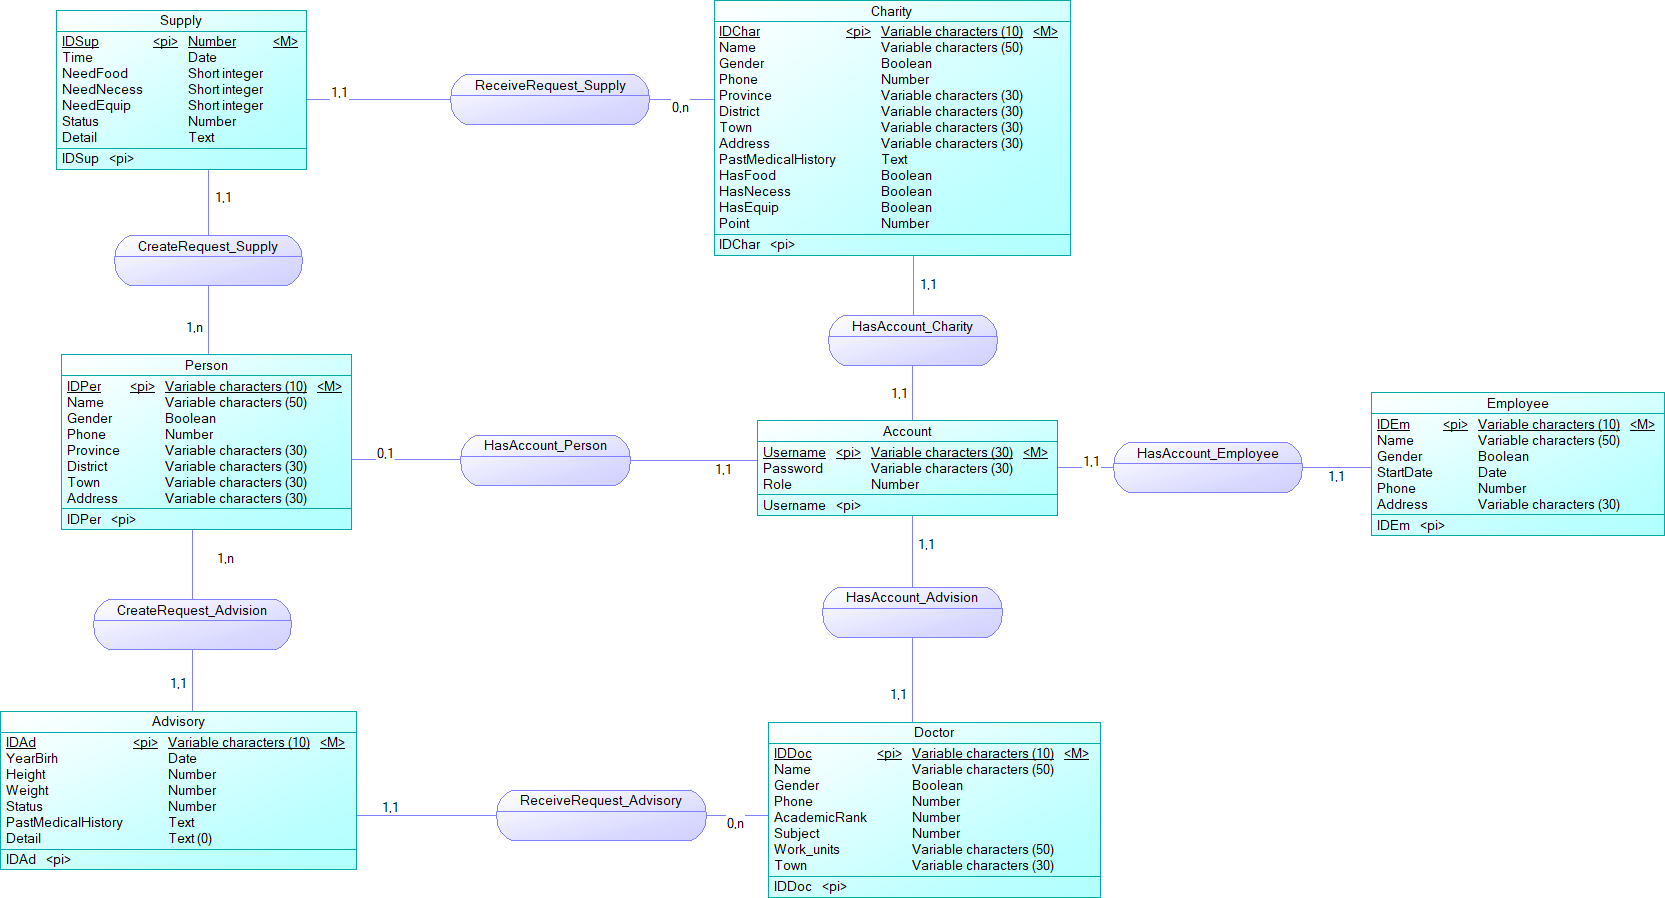 Supply
IDSup <pi> Number <M>
Time Date
NeedFood Short integer
NeedNecess Short integer
NeedEquip Short integer
Status Number
Detail Text
IDSup <pi>
1,1
ReceiveRequest_Supply
0,n
Charity
IDChar <pi> Variable characters (10) <M>
Name Variable characters (50)
Gender Boolean
Phone Number
Province Variable characters (30)
District Variable characters (30)
Town Variable characters (30)
Address Variable characters (30)
PastMedicalHistory Text
HasFood Boolean
HasNecess Boolean
HasEquip Boolean
Point Number
IDChar <pi>
1,1
CreateRequest_Supply
1,n
1,1
HasAccount_Charity
1,1
Person
IDPer <pi> Variable characters (10) <M>
Name Variable characters (50)
Gender Boolean
Phone Number
Province Variable characters (30)
District Variable characters (30)
Town Variable characters (30)
Address Variable characters (30)
IDPer <pi>
0,1
HasAccount_Person
1,1
Account
Username <pi> Variable characters (30) <M>
Password Variable characters (30)
Role Number
Username <pi>
1,1
HasAccount_Employee
1,1
Employee
IDEm <pi> Variable characters (10) <M>
Name Variable characters (50)
Gender Boolean
StartDate Date
Phone Number
Address Variable characters (30)
IDEm <pi>
1,n
CreateRequest_Advision
1,1
1,1
HasAccount_Advision
1,1
Advisory
IDAd <pi> Variable characters (10) <M>
YearBirh Date
Height Number
Weight Number
Status Number
PastMedicalHistory Text
Detail Text (0)
IDAd <pi>
1,1
ReceiveRequest_Advisory
0,n
Doctor
IDDoc <pi> Variable characters (10) <M>
Name Variable characters (50)
Gender Boolean
Phone Number
AcademicRank Number
Subject Number
Work_units Variable characters (50)
Town Variable characters (30)
IDDoc <pi>